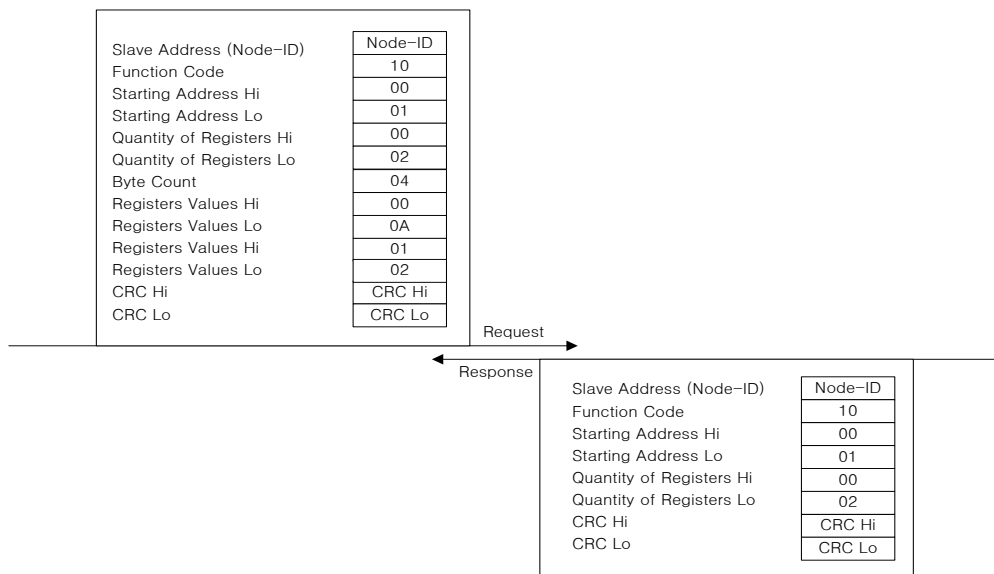 Slave Address (Node-ID) Node-ID
Function Code 10
Starting Address Hi 00
Starting Address Lo 01
Quantity of Registers Hi 00
Quantity of Registers Lo 02
Byte Count 04
Registers Values Hi 00
Registers Values Lo 0A
Registers Values Hi 01
Registers Values Lo 02
CRC Hi CRC Hi
CRC Lo CRC Lo
Request
Response
Slave Address (Node-ID) Node-ID
Function Code 10
Starting Address Hi 00
Starting Address Lo 01
Quantity of Registers Hi 00
Quantity of Registers Lo 02
CRC Hi CRC Hi
CRC Lo CRC Lo